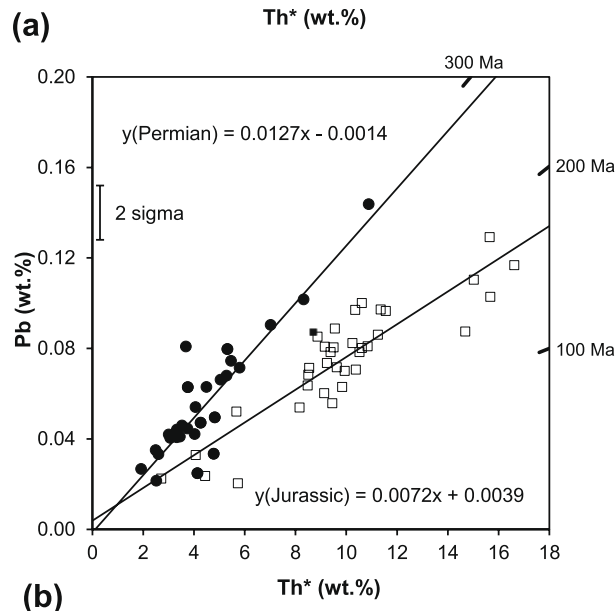 (a)
Th* (wt.%)
300 Ma
0.20
y(Permian) = 0.0127x - 0.0014
0.16
200 Ma
2 sigma
0.12
Pb (wt.%)
0.08
100 Ma
0.04
y(Jurassic) = 0.0072x + 0.0039
0.00
0 2 4 6 8 10 12 14 16 18
(b)
Th* (wt.%)